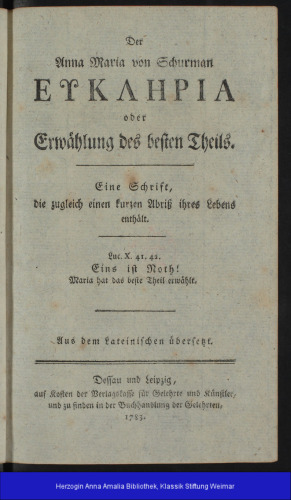 Der
Anna Maria von Schurman
ΕΥΚΛΗΡΙΑ
oder
Erwählung des besten Theils.
Eine Schrift,
die zugleich einen kurzen Abriß ihres Lebens
enthält.
Luc. X. 41. 42.
Eins ist Noth!
Maria hat das beste Theil erwählt.
Aus dem Lateinischen übersetzt.
Dessau und Leipzig,
auf Kosten der Verlagskasse für Gelehrte und Künstler,
und zu finden in der Buchhandlung der Gelehrten,
1783.
Herzogin Anna Amalia Bibliothek, Klassik Stiftung Weimar